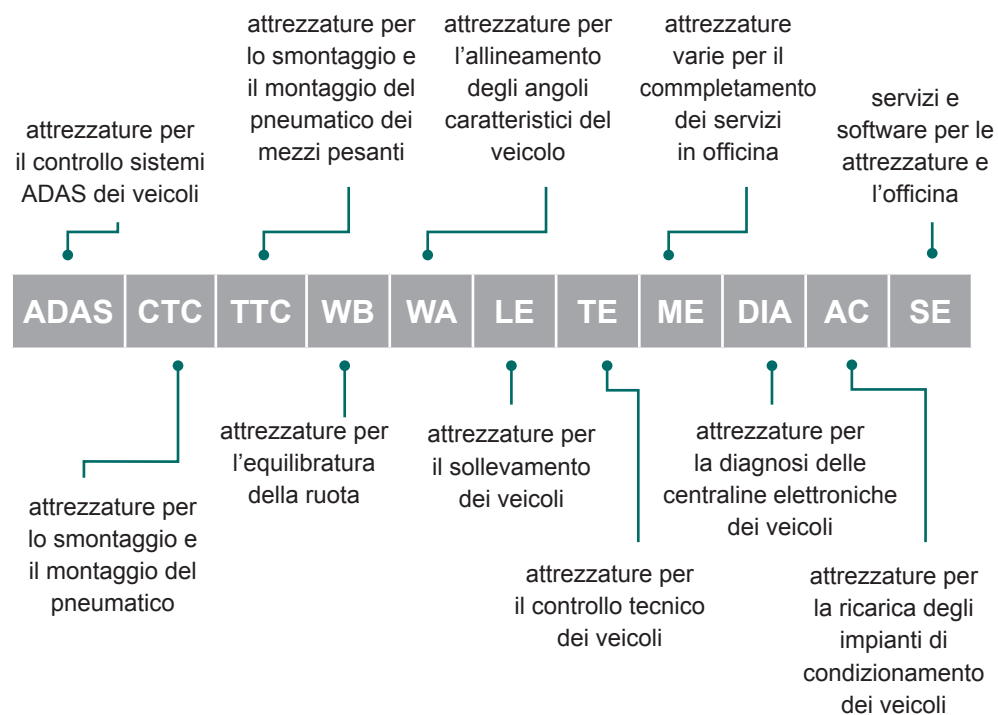 attrezzature per
il controllo sistemi
ADAS dei veicoli
attrezzature per
lo smontaggio e
il montaggio del
pneumatico dei
mezzi pesanti
attrezzature per
l’allineamento
degli angoli
caratteristici del
veicolo
attrezzature
varie per il
commpletamento
dei servizi
in officina
servizi e
software per le
attrezzature e
l’officina
ADAS CTC TTC WB WA LE TE ME DIA AC SE
attrezzature per
lo smontaggio e
il montaggio del
pneumatico
attrezzature per
l’equilibratura
della ruota
attrezzature per
il sollevamento
dei veicoli
attrezzature per
il controllo tecnico
dei veicoli
attrezzature per
la diagnosi delle
centraline elettroniche
dei veicoli
attrezzature per
la ricarica degli
impianti di
condizionamento
dei veicoli